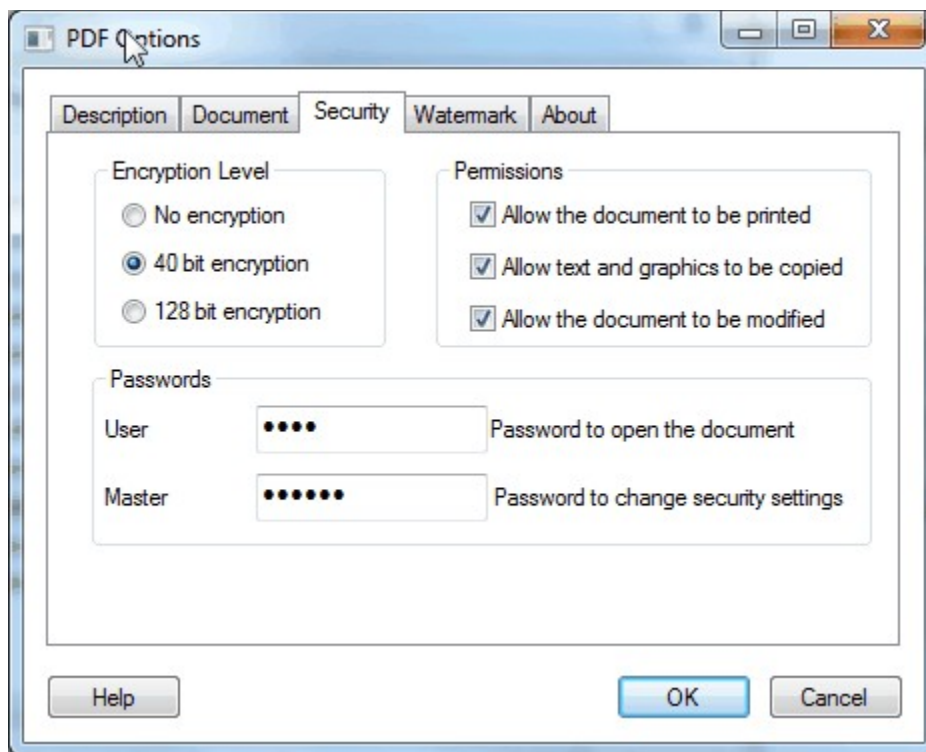 PDF Options
Description Document Security Watermark About
Encryption Level
No encryption
40 bit encryption
128 bit encryption
Permissions
Allow the document to be printed
Allow text and graphics to be copied
Allow the document to be modified
Passwords
User •••• Password to open the document
Master •••••• Password to change security settings
Help OK Cancel